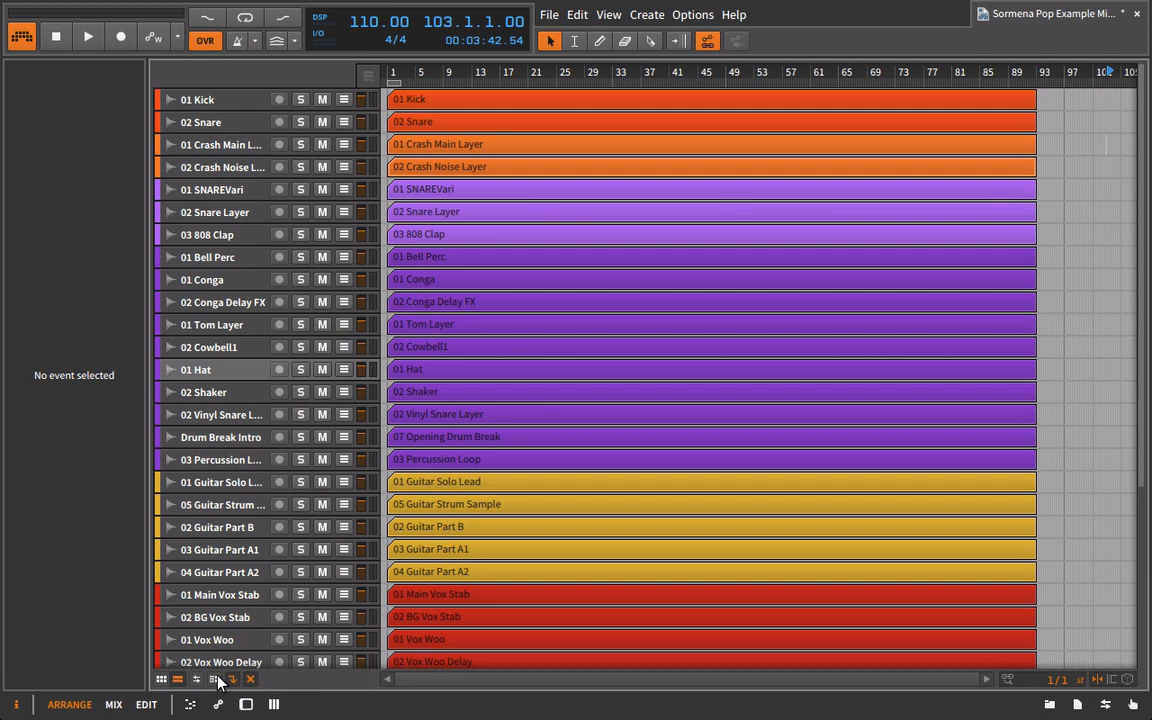 DSP
I/O
110.00
4/4
103.1.1.00
00:03:42.54
OVR
File Edit View Create Options Help
Sormena Pop Example Mi... *
1 5 9 13 17 21 25 29 33 37 41 45 49 53 57 61 65 69 73 77 81 85 89 93 97
No event selected
01 Kick S M 01 Kick
02 Snare S M 02 Snare
01 Crash Main L... S M 01 Crash Main Layer
02 Crash Noise L... S M 02 Crash Noise Layer
01 SNAREVari S M 01 SNAREVari
02 Snare Layer S M 02 Snare Layer
03 808 Clap S M 03 808 Clap
01 Bell Perc S M 01 Bell Perc
01 Conga S M 01 Conga
02 Conga Delay FX S M 02 Conga Delay FX
01 Tom Layer S M 01 Tom Layer
02 Cowbell1 S M 02 Cowbell1
01 Hat S M 01 Hat
02 Shaker S M 02 Shaker
02 Vinyl Snare L... S M 02 Vinyl Snare Layer
Drum Break Intro S M 07 Opening Drum Break
03 Percussion L... S M 03 Percussion Loop
01 Guitar Solo L... S M 01 Guitar Solo Lead
05 Guitar Strum ... S M 05 Guitar Strum Sample
02 Guitar Part B S M 02 Guitar Part B
03 Guitar Part A1 S M 03 Guitar Part A1
04 Guitar Part A2 S M 04 Guitar Part A2
01 Main Vox Stab S M 01 Main Vox Stab
02 BG Vox Stab S M 02 BG Vox Stab
01 Vox Woo S M 01 Vox Woo
02 Vox Woo Delay S M 02 Vox Woo Delay
1/1 st
i ARRANGE MIX EDIT